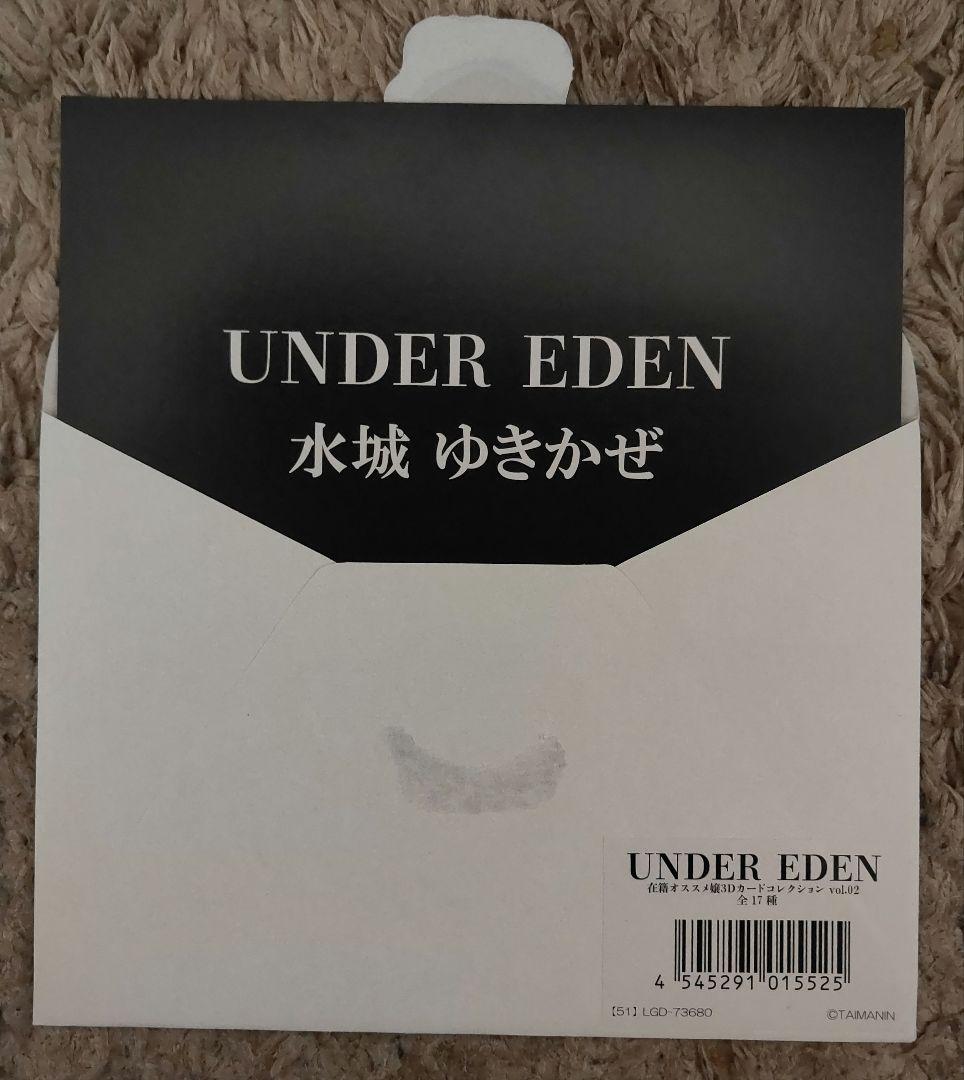 UNDER EDEN
水城 ゆきかぜ
UNDER EDEN
在籍オススメ嬢3Dカードコレクション vol.02
全17種
4 545291 015525
【51】LGD-73680
©TAIMANIN